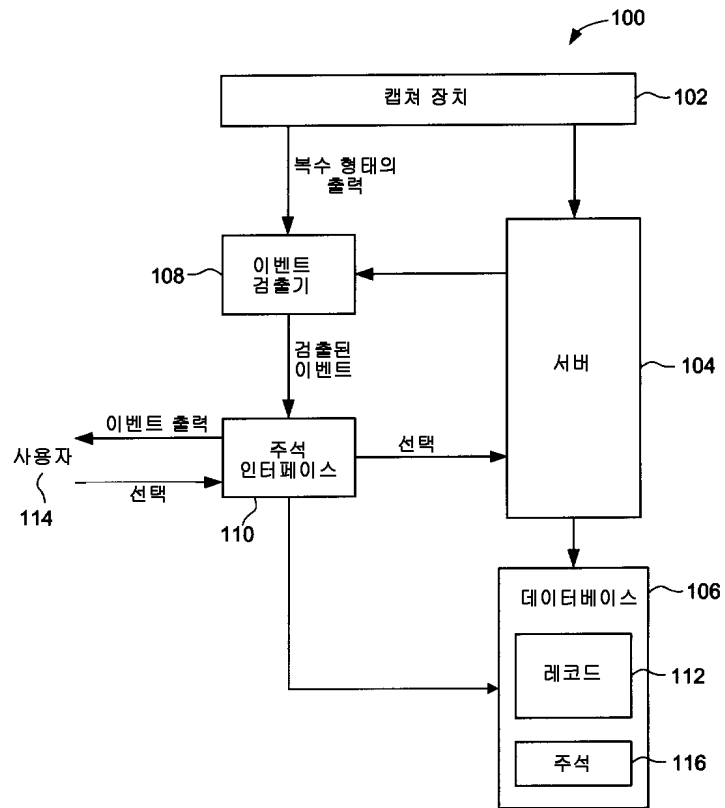 100
캡쳐 장치
102
복수 형태의
출력
108
이벤트
검출기
서버
104
검출된
이벤트
이벤트 출력
주석
인터페이스
선택
사용자
선택
114
110
데이터베이스
106
레코드
112
주석
116